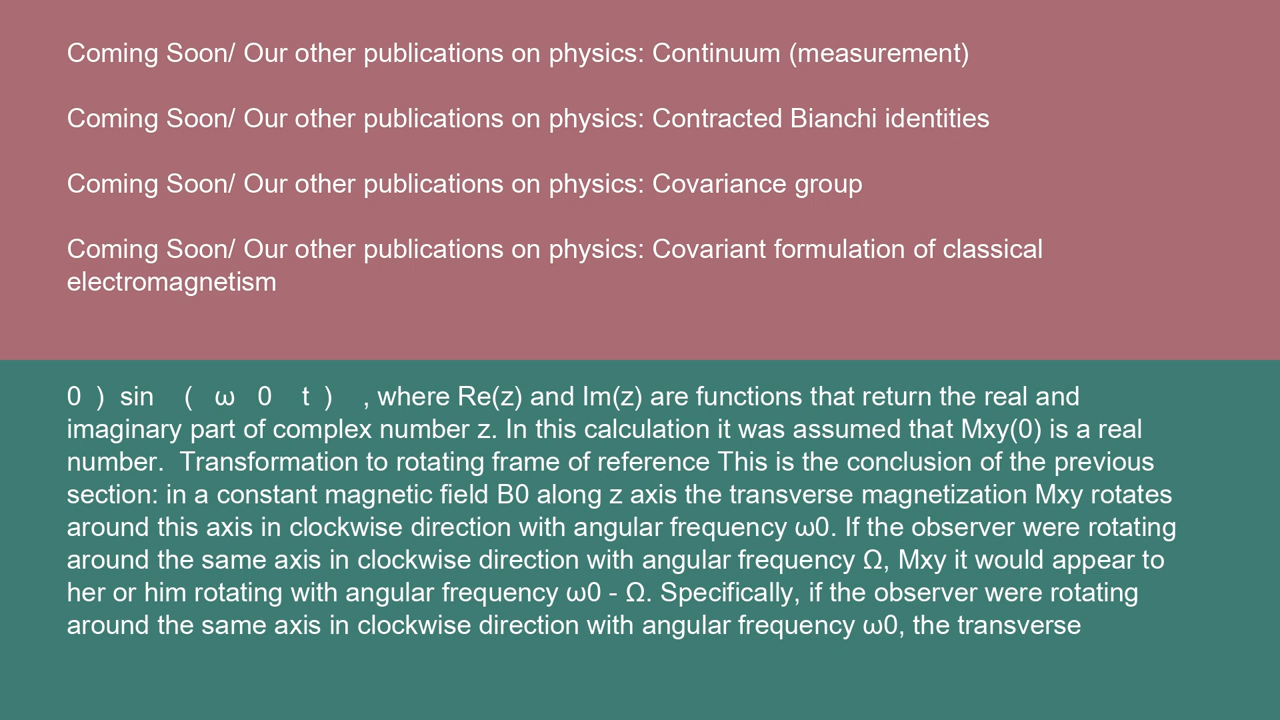 Coming Soon/ Our other publications on physics: Continuum (measurement)
Coming Soon/ Our other publications on physics: Contracted Bianchi identities
Coming Soon/ Our other publications on physics: Covariance group
Coming Soon/ Our other publications on physics: Covariant formulation of classical
electromagnetism
0 ) sin ( ω 0 t ) , where Re(z) and Im(z) are functions that return the real and
imaginary part of complex number z. In this calculation it was assumed that Mxy(0) is a real
number. Transformation to rotating frame of reference This is the conclusion of the previous
section: in a constant magnetic field B0 along z axis the transverse magnetization Mxy rotates
around this axis in clockwise direction with angular frequency ω0. If the observer were rotating
around the same axis in clockwise direction with angular frequency Ω, Mxy it would appear to
her or him rotating with angular frequency ω0 - Ω. Specifically, if the observer were rotating
around the same axis in clockwise direction with angular frequency ω0, the transverse